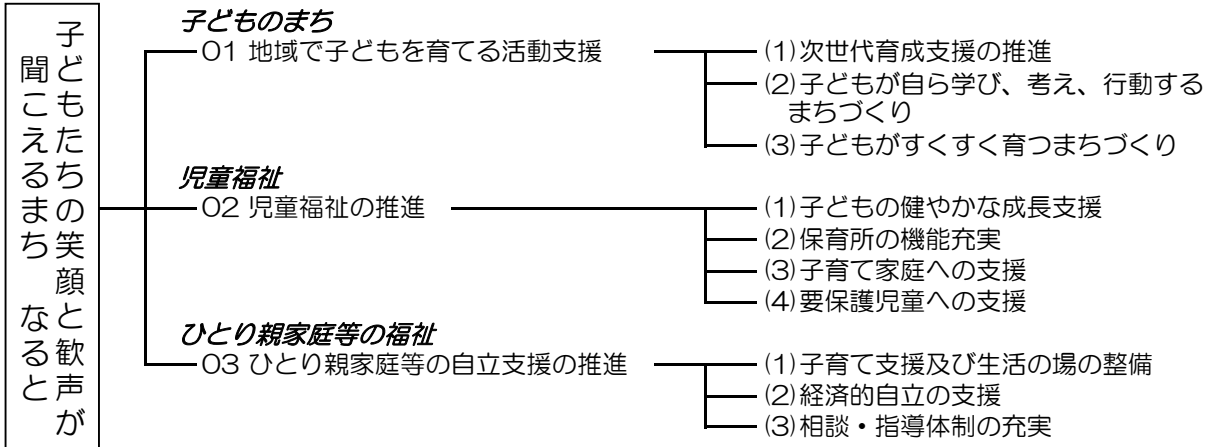 子どもたちの笑顔と歓声が
聞こえるまち なると
子どものまち
01 地域で子どもを育てる活動支援
(1)次世代育成支援の推進
(2)子どもが自ら学び、考え、行動する
まちづくり
(3)子どもがすくすく育つまちづくり
児童福祉
02 児童福祉の推進
(1)子どもの健やかな成長支援
(2)保育所の機能充実
(3)子育て家庭への支援
(4)要保護児童への支援
ひとり親家庭等の福祉
03 ひとり親家庭等の自立支援の推進
(1)子育て支援及び生活の場の整備
(2)経済的自立の支援
(3)相談・指導体制の充実